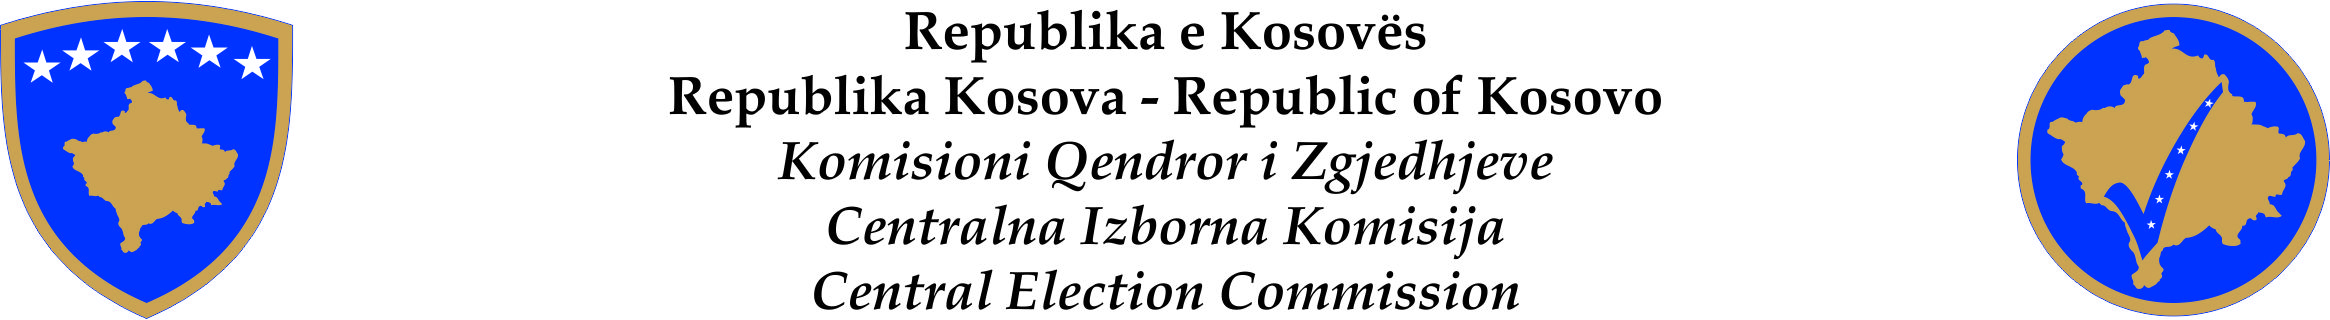 Republika e Kosovës
Republika Kosova - Republic of Kosovo
Komisioni Qendror i Zgjedhjeve
Centralna Izborna Komisija
Central Election Commission